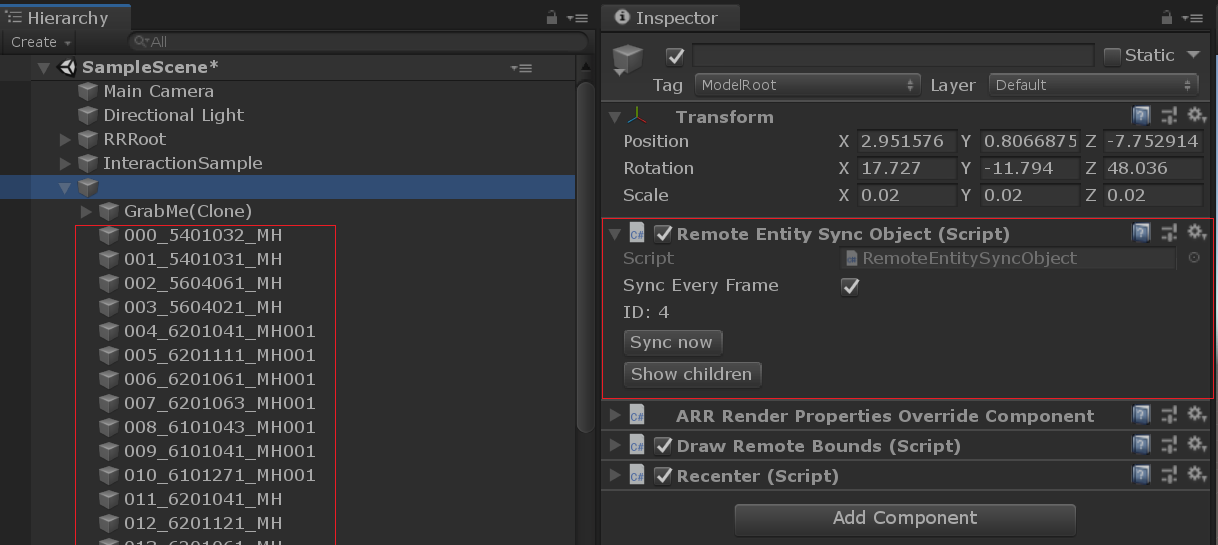 Hierarchy
Create
All
SampleScene*
Main Camera
Directional Light
RRRoot
InteractionSample
GrabMe(Clone)
000_5401032_MH
001_5401031_MH
002_5604061_MH
003_5604021_MH
004_6201041_MH001
005_6201111_MH001
006_6201061_MH001
007_6201063_MH001
008_6101043_MH001
009_6101041_MH001
010_6101271_MH001
011_6201041_MH
012_6201121_MH
Inspector
Static
Tag ModelRoot Layer Default
Transform
Position X 2.951576 Y 0.8066875 Z -7.752914
Rotation X 17.727 Y -11.794 Z 48.036
Scale X 0.02 Y 0.02 Z 0.02
C# Remote Entity Sync Object (Script)
Script RemoteEntitySyncObject
Sync Every Frame
ID: 4
Sync now
Show children
C# ARR Render Properties Override Component
C# Draw Remote Bounds (Script)
C# Recenter (Script)
Add Component